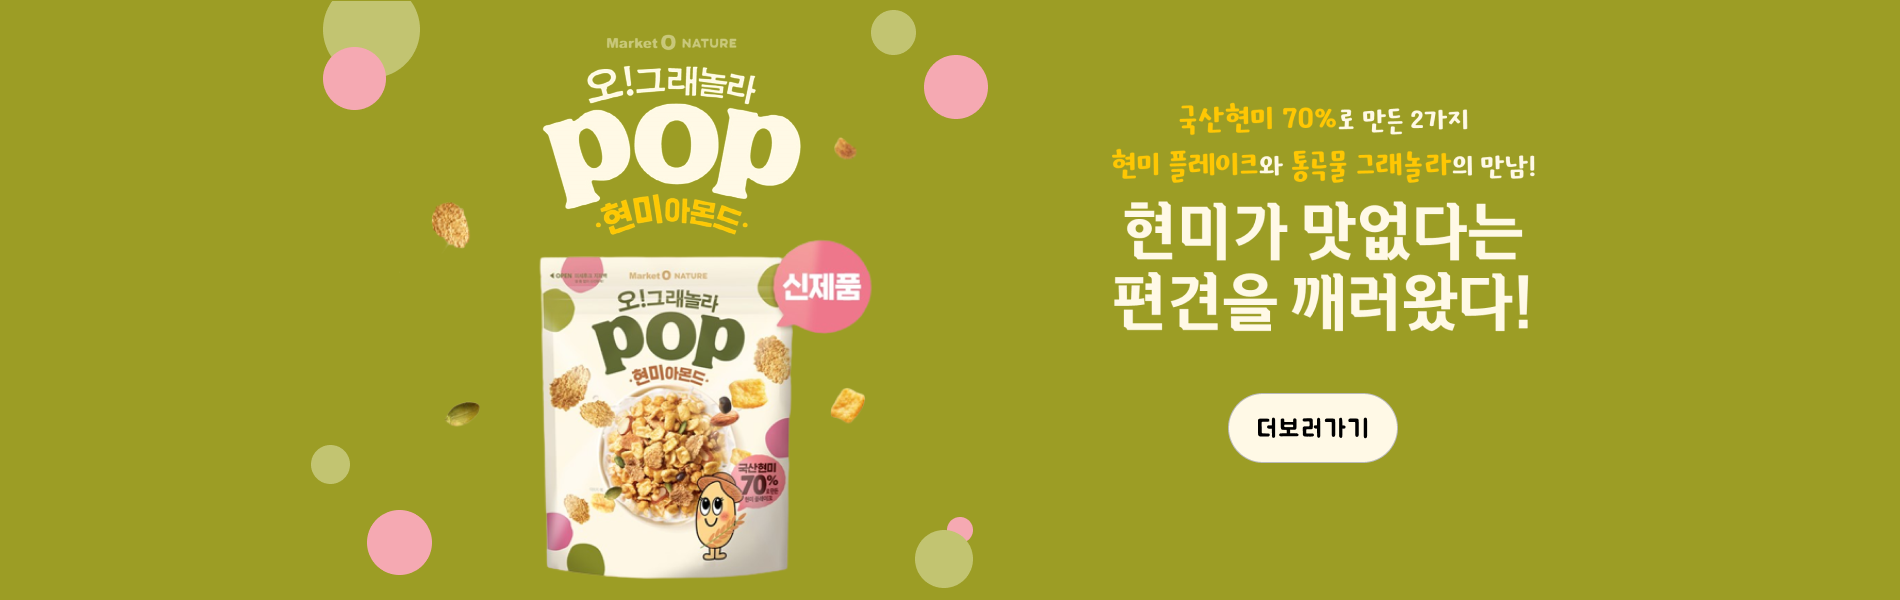 Market O NATURE
오!그래놀라
pop
·현미아몬드·
신제품
Market O NATURE
오!그래놀라
pop
·현미아몬드·
국산현미
70%
국산현미 70%로 만든 2가지
현미 플레이크와 통곡물 그래놀라의 만남!
현미가 맛없다는
편견을 깨러왔다!
더보러가기